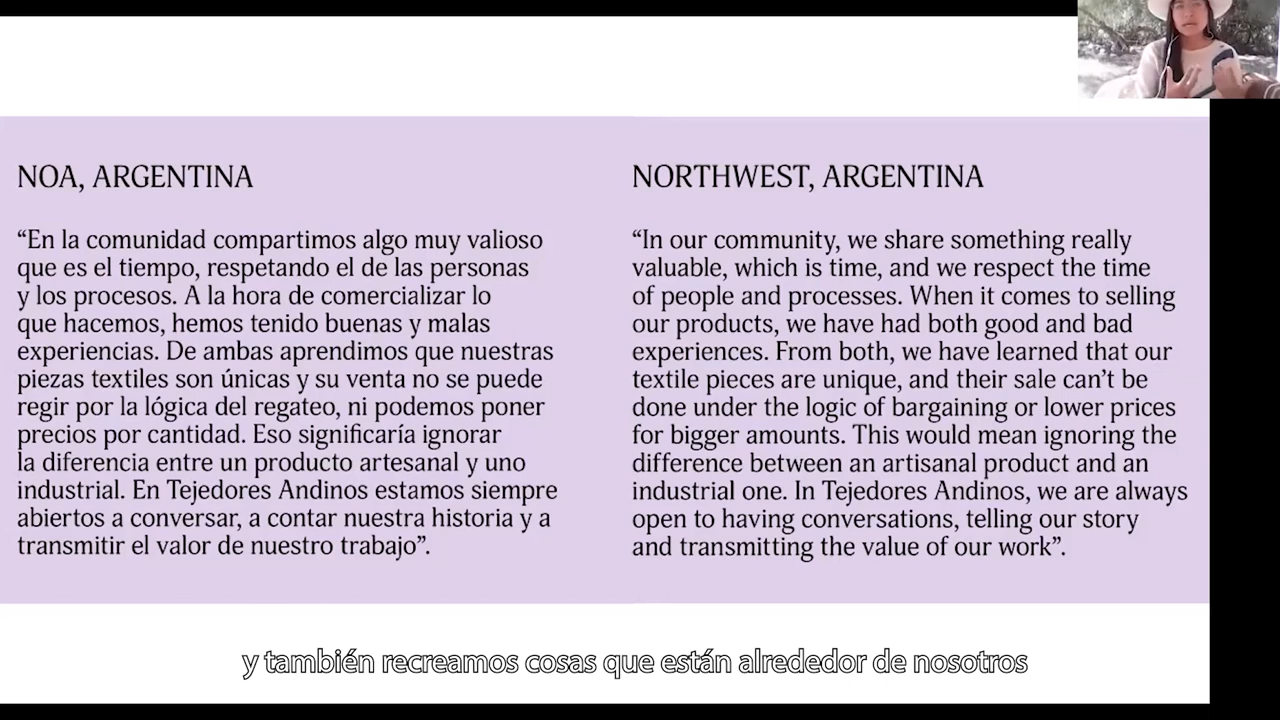 NOA, ARGENTINA
“En la comunidad compartimos algo muy valioso
que es el tiempo, respetando el de las personas
y los procesos. A la hora de comercializar lo
que hacemos, hemos tenido buenas y malas
experiencias. De ambas aprendimos que nuestras
piezas textiles son únicas y su venta no se puede
regir por la lógica del regateo, ni podemos poner
precios por cantidad. Eso significaría ignorar
la diferencia entre un producto artesanal y uno
industrial. En Tejedores Andinos estamos siempre
abiertos a conversar, a contar nuestra historia y a
transmitir el valor de nuestro trabajo”.
NORTHWEST, ARGENTINA
“In our community, we share something really
valuable, which is time, and we respect the time
of people and processes. When it comes to selling
our products, we have had both good and bad
experiences. From both, we have learned that our
textile pieces are unique, and their sale can’t be
done under the logic of bargaining or lower prices
for bigger amounts. This would mean ignoring the
difference between an artisanal product and an
industrial one. In Tejedores Andinos, we are always
open to having conversations, telling our story
and transmitting the value of our work”.
y también recreamos cosas que están alrededor de nosotros